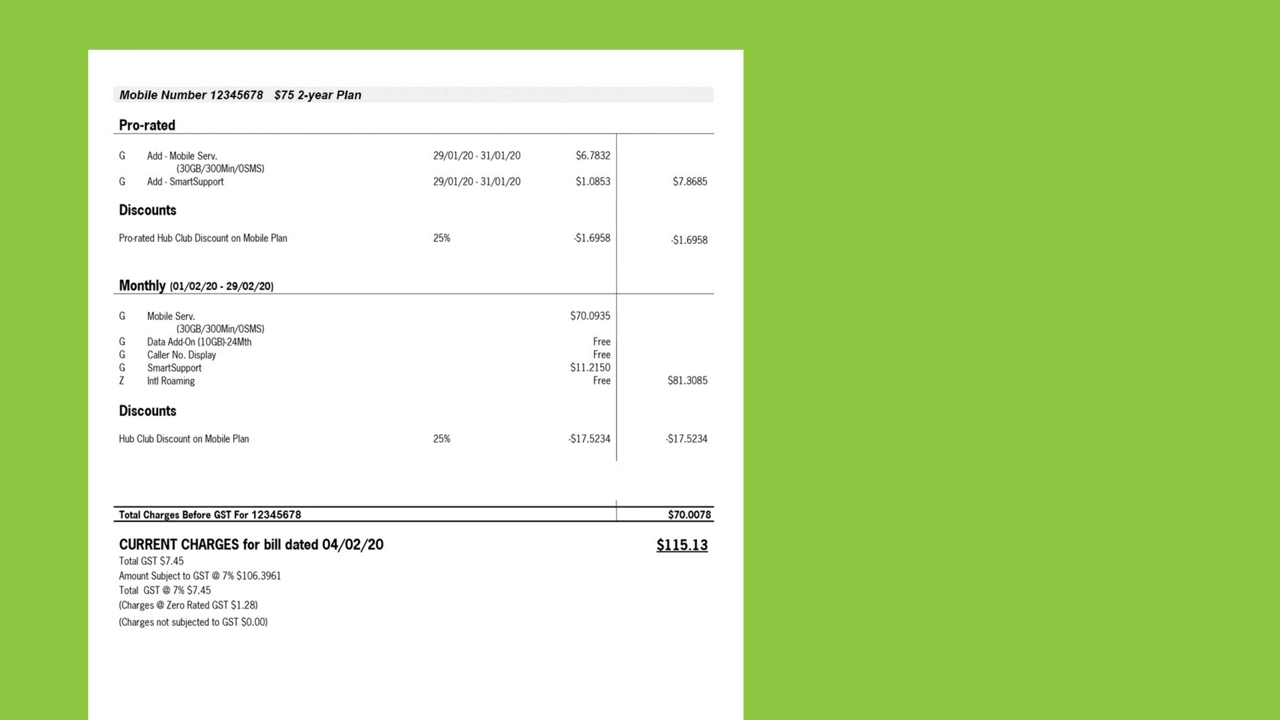 Mobile Number 12345678 $75 2-year Plan
Pro-rated
G Add - Mobile Serv. 29/01/20 - 31/01/20 $6.7832
(30GB/300Min/0SMS)
G Add - SmartSupport 29/01/20 - 31/01/20 $1.0853 $7.8685
Discounts
Pro-rated Hub Club Discount on Mobile Plan 25% -$1.6958 -$1.6958
Monthly (01/02/20 - 29/02/20)
G Mobile Serv. $70.0935
(30GB/300Min/0SMS)
G Data Add-On (10GB)-24Mth Free
G Caller No. Display Free
G SmartSupport $11.2150
Z Intl Roaming Free $81.3085
Discounts
Hub Club Discount on Mobile Plan 25% -$17.5234 -$17.5234
Total Charges Before GST For 12345678 $70.0078
CURRENT CHARGES for bill dated 04/02/20 $115.13
Total GST $7.45
Amount Subject to GST @ 7% $106.3961
Total GST @ 7% $7.45
(Charges @ Zero Rated GST $1.28)
(Charges not subjected to GST $0.00)